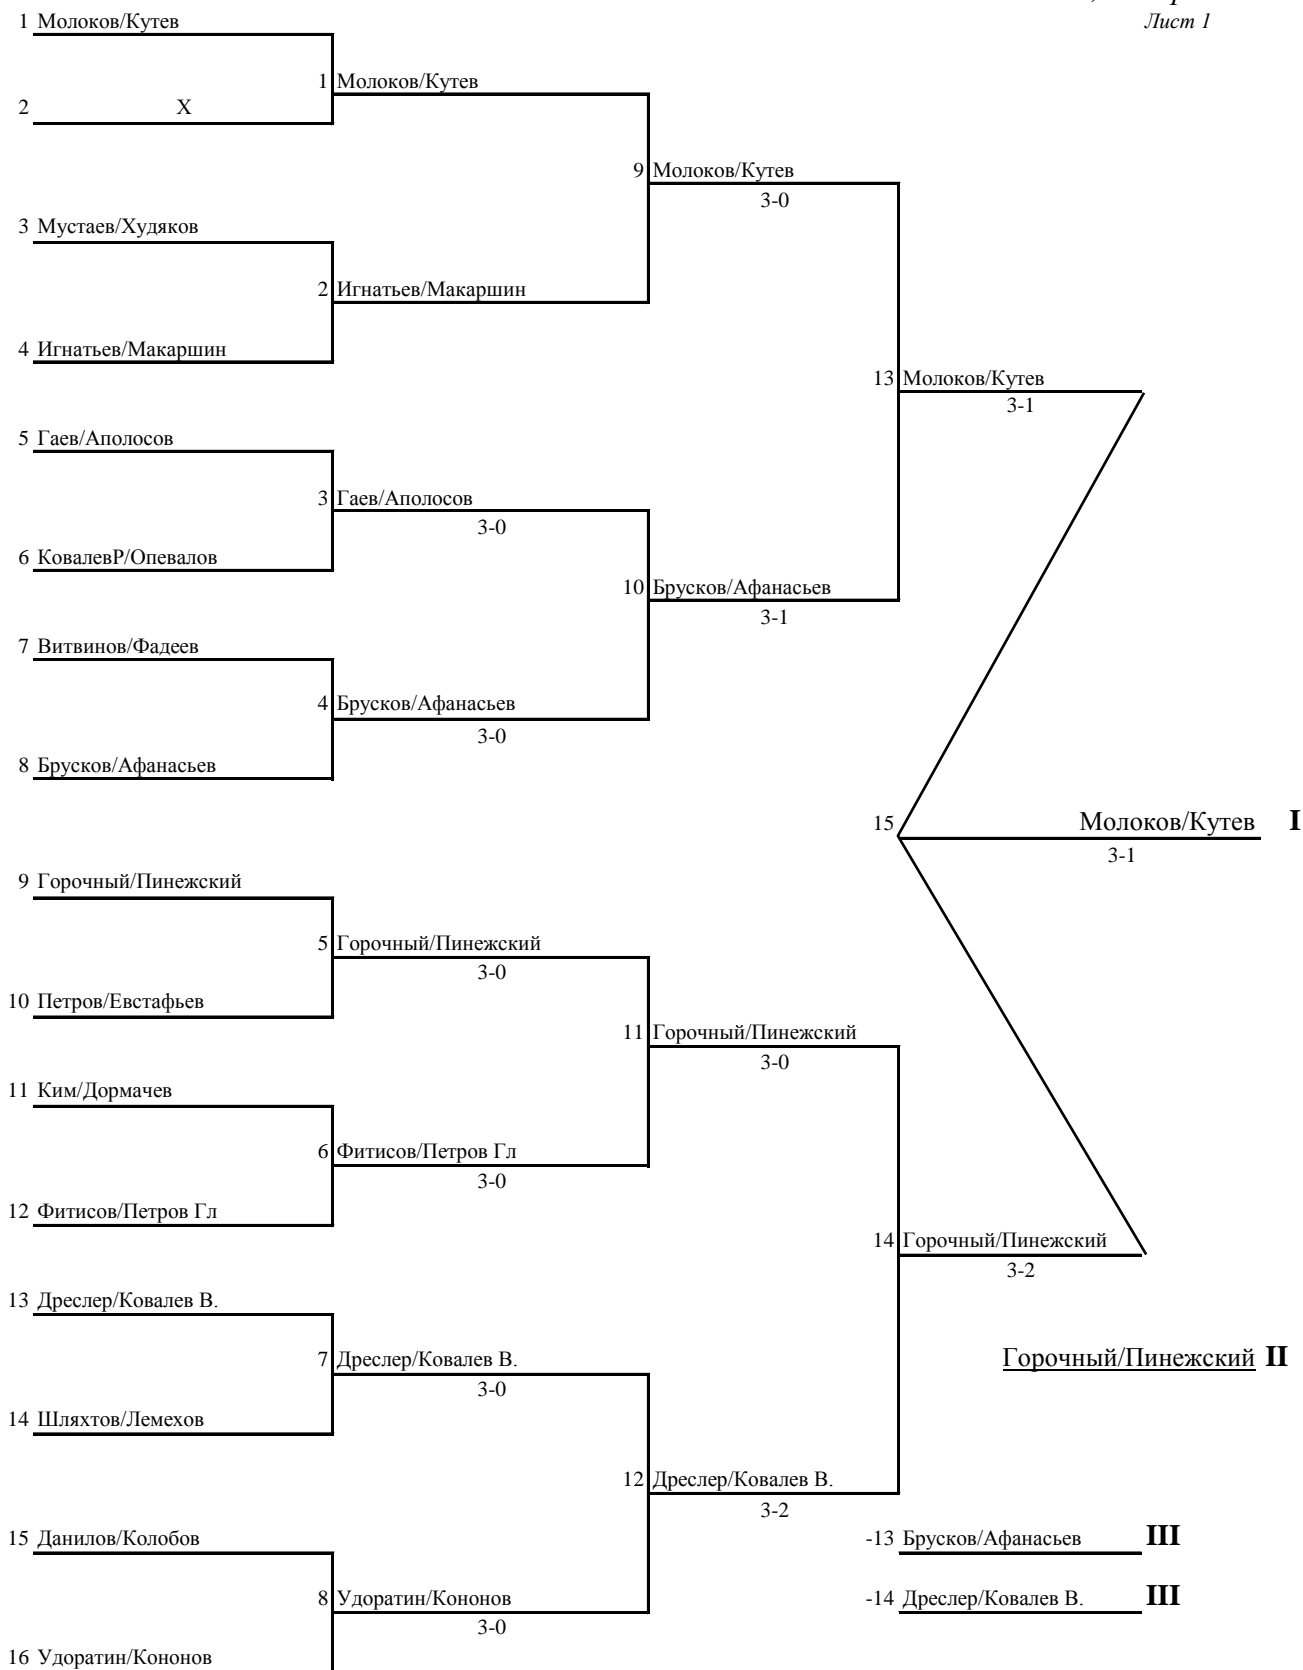 Лист 1
1 Молоков/Кутев
1 Молоков/Кутев
2 X
9 Молоков/Кутев
3-0
3 Мустаев/Худяков
2 Игнатьев/Макаршин
4 Игнатьев/Макаршин
13 Молоков/Кутев
3-1
5 Гаев/Аполосов
3 Гаев/Аполосов
3-0
6 КовалевР/Опевалов
10 Брусков/Афанасьев
3-1
7 Витвинов/Фадеев
4 Брусков/Афанасьев
3-0
8 Брусков/Афанасьев
15 Молоков/Кутев I
3-1
9 Горочный/Пинежский
5 Горочный/Пинежский
3-0
10 Петров/Евстафьев
11 Горочный/Пинежский
3-0
11 Ким/Дормачев
6 Фитисов/Петров Гл
3-0
12 Фитисов/Петров Гл
14 Горочный/Пинежский
3-2
13 Дреслер/Ковалев В.
7 Дреслер/Ковалев В.
3-0
Горочный/Пинежский II
14 Шляхтов/Лемехов
12 Дреслер/Ковалев В.
3-2
15 Данилов/Колобов
-13 Брусков/Афанасьев III
8 Удоратин/Кононов
3-0
-14 Дреслер/Ковалев В. III
16 Удоратин/Кононов